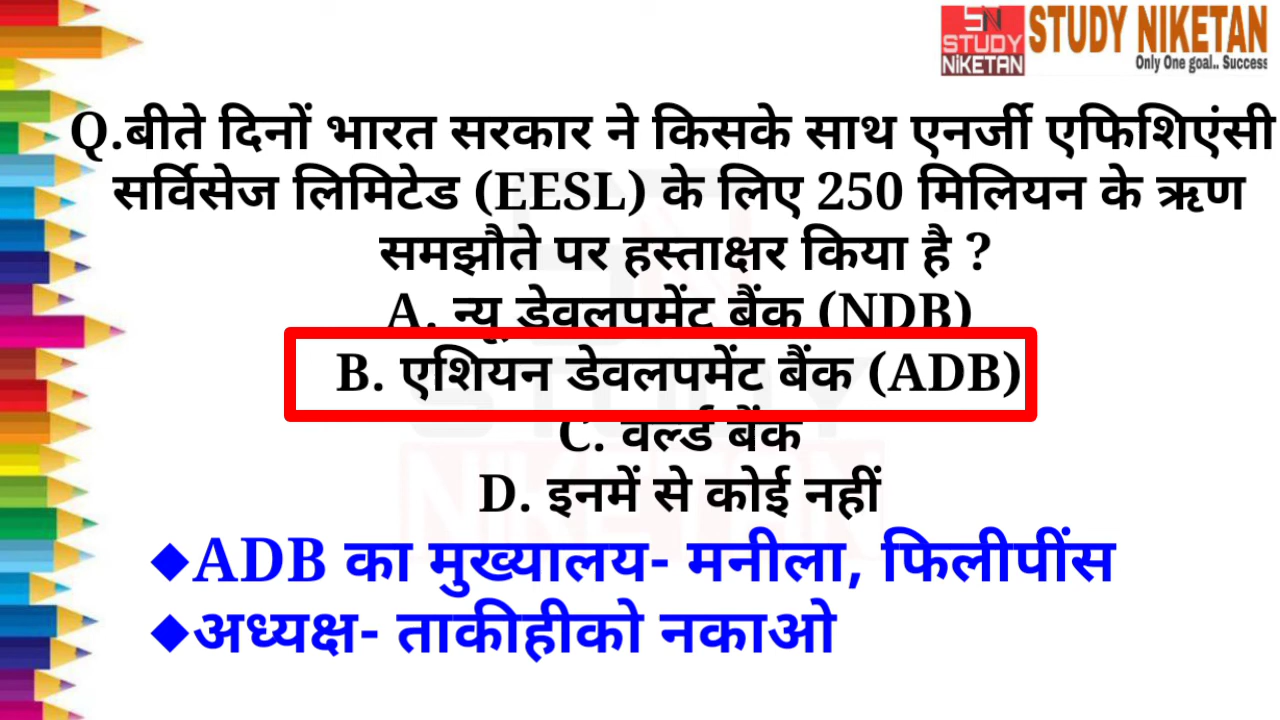 SN
STUDY
NiKETAN
STUDY NIKETAN
Only One goal.. Success
Q.बीते दिनों भारत सरकार ने किसके साथ एनर्जी एफिशिएंसी
सर्विसेज लिमिटेड (EESL) के लिए 250 मिलियन के ऋण
समझौते पर हस्ताक्षर किया है ?
A. न्यू डेवलपमेंट बैंक (NDB)
B. एशियन डेवलपमेंट बैंक (ADB)
C. वर्ल्ड बैंक
D. इनमें से कोई नहीं
◆ADB का मुख्यालय- मनीला, फिलीपींस
◆अध्यक्ष- ताकीहीको नकाओ